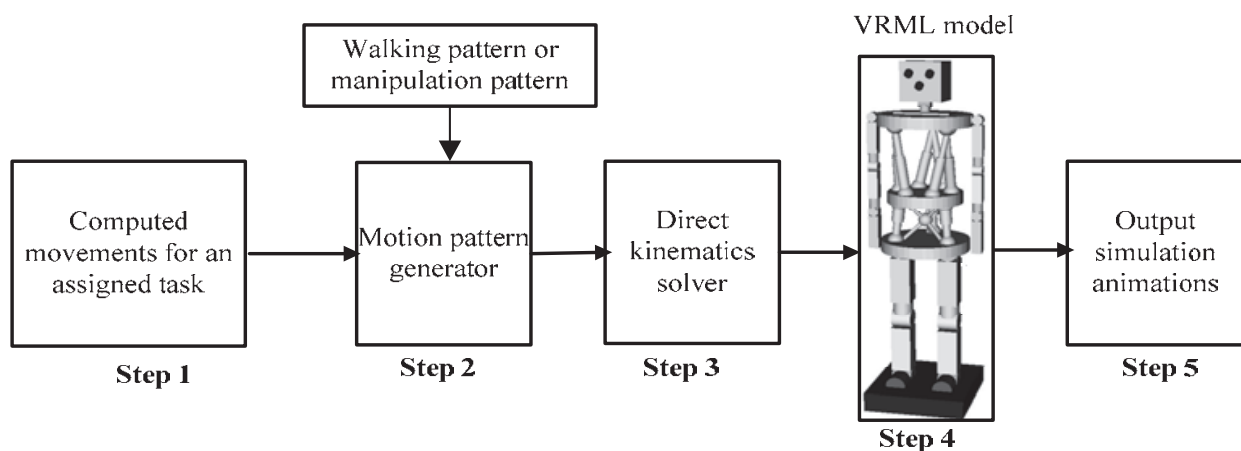 VRML model
Walking pattern or
manipulation pattern
Computed
movements for an
assigned task
Step 1
Motion pattern
generator
Step 2
Direct
kinematics
solver
Step 3
Step 4
Output
simulation
animations
Step 5